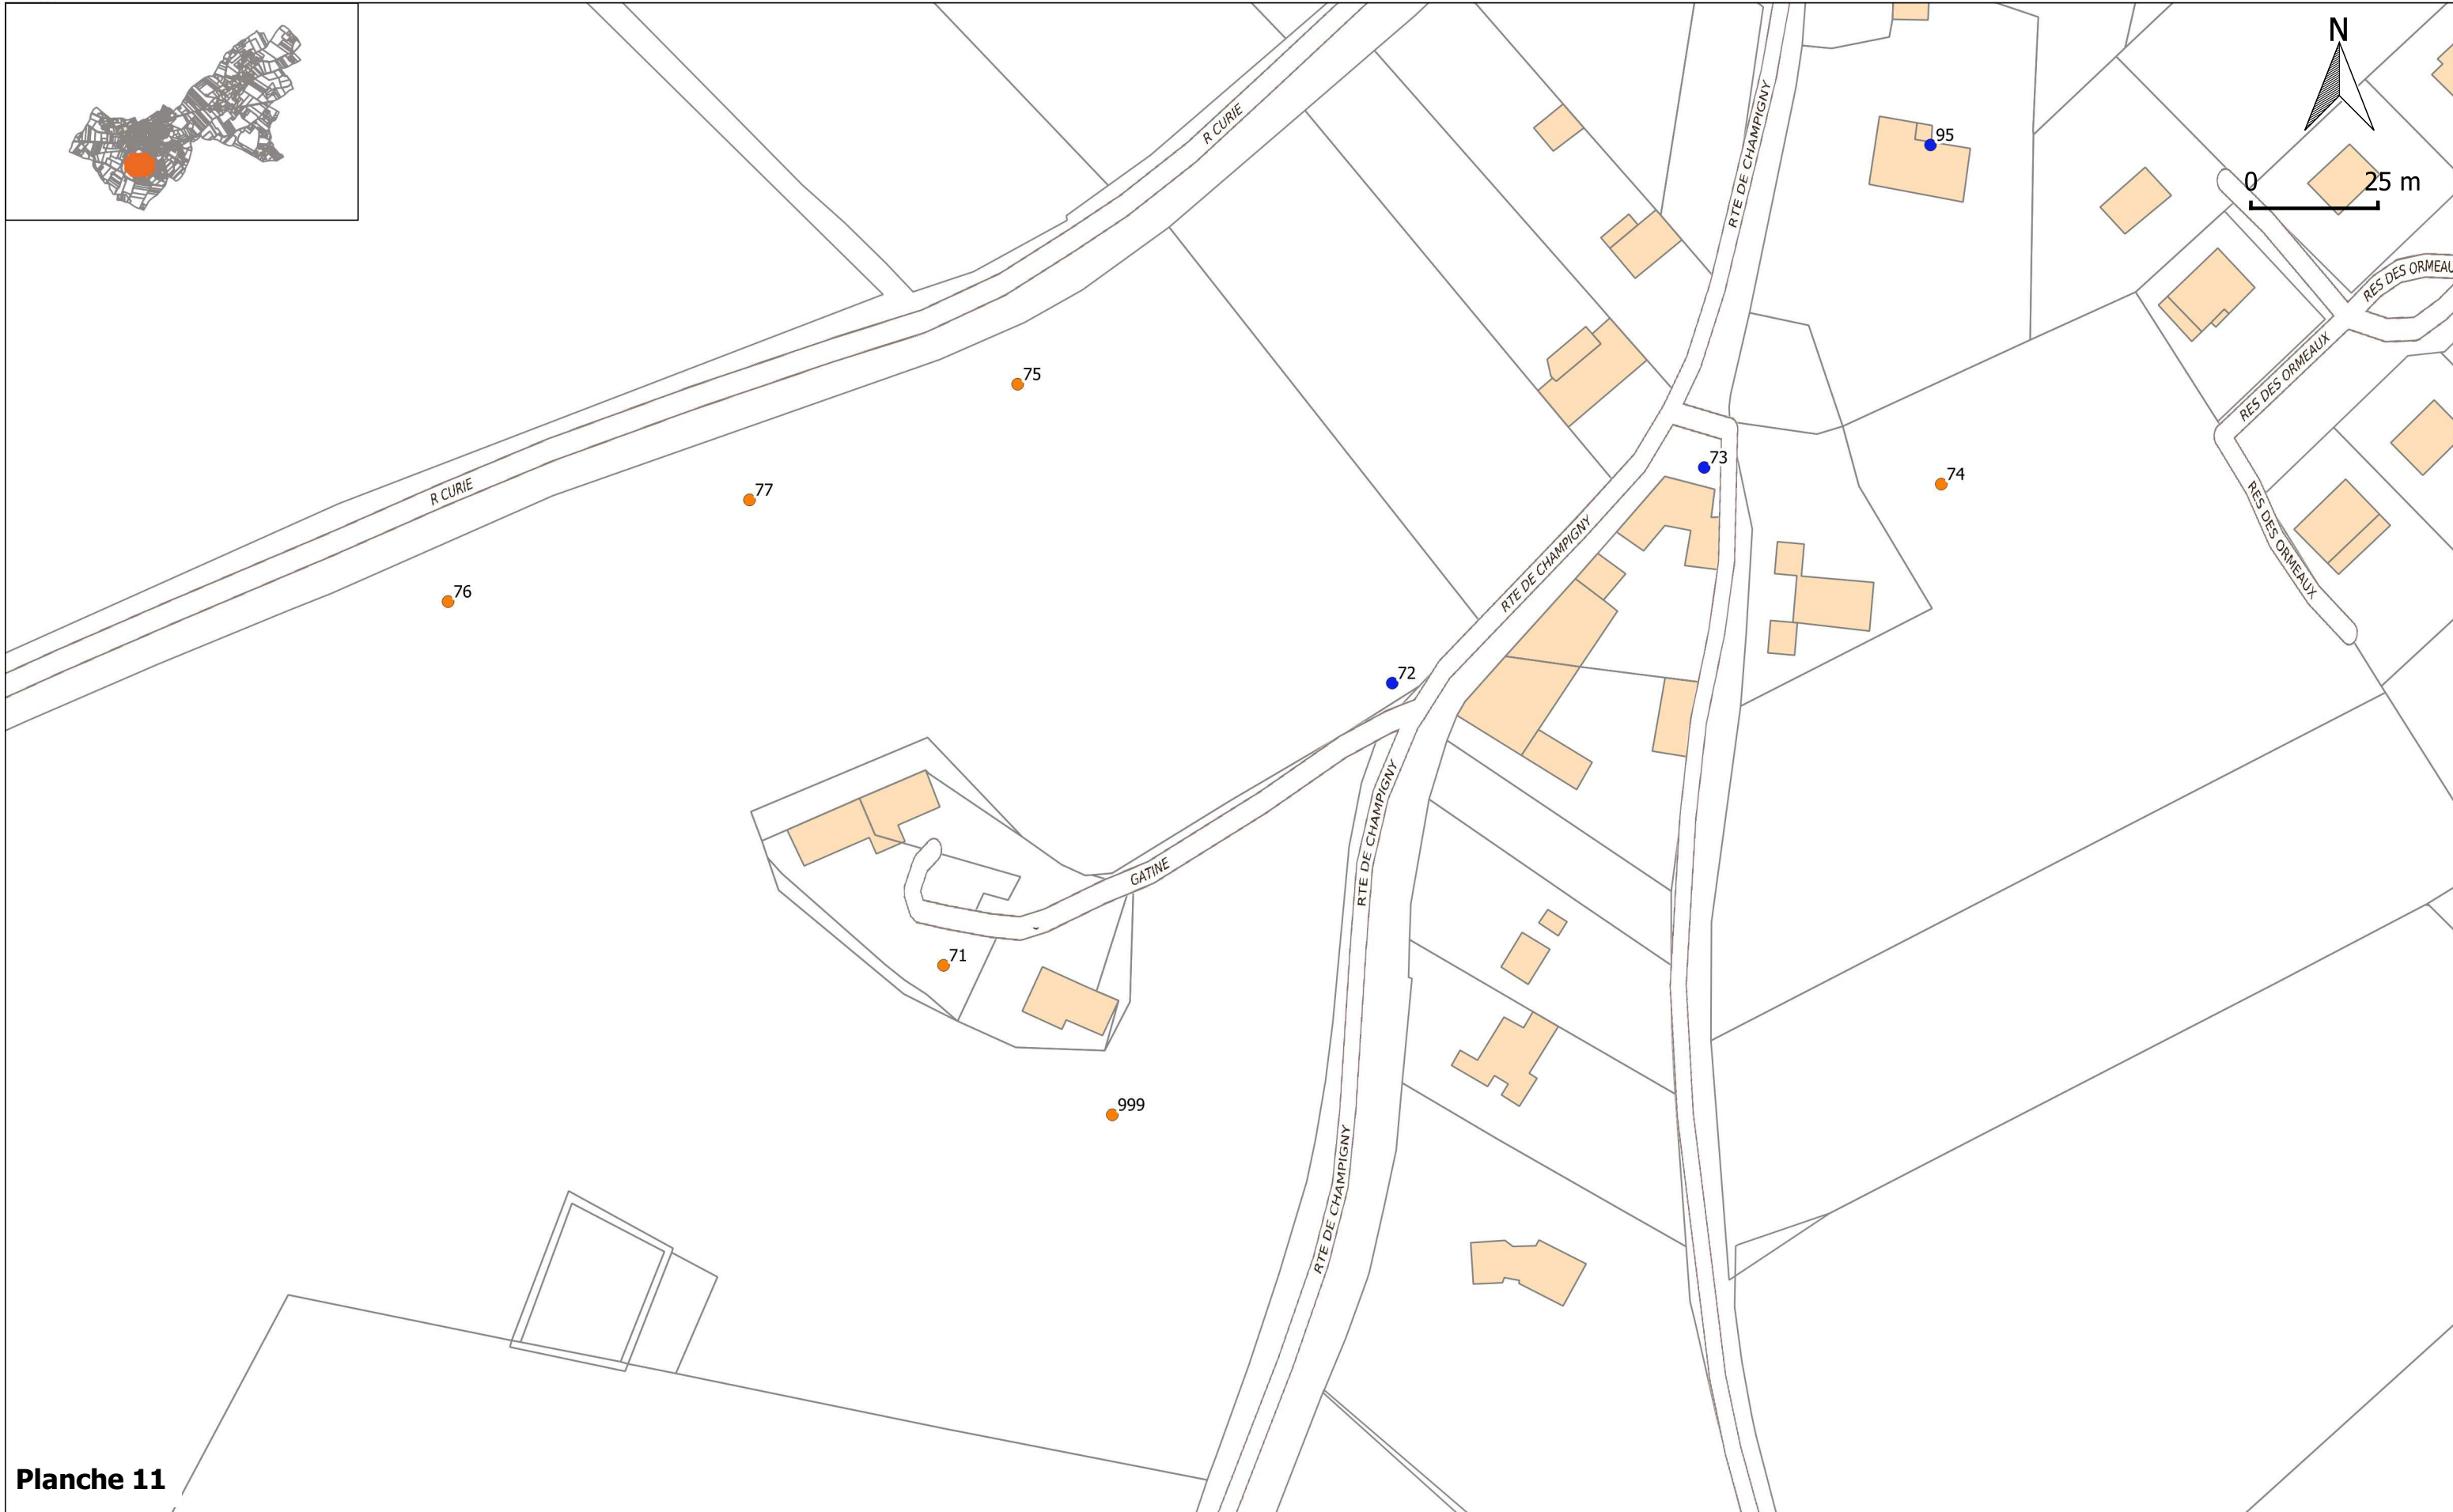 N
R CURIE
RTE DE CHAMPIGNY
95
0 25 m
RES DES ORMEAU
RES DES ORMEAUX
75
73
74
77
R CURIE
RES DES ORMEAUX
RTE DE CHAMPIGNY
76
72
RTE DE CHAMPIGNY
GATINE
71
999
RTE DE CHAMPIGNY
Planche 11